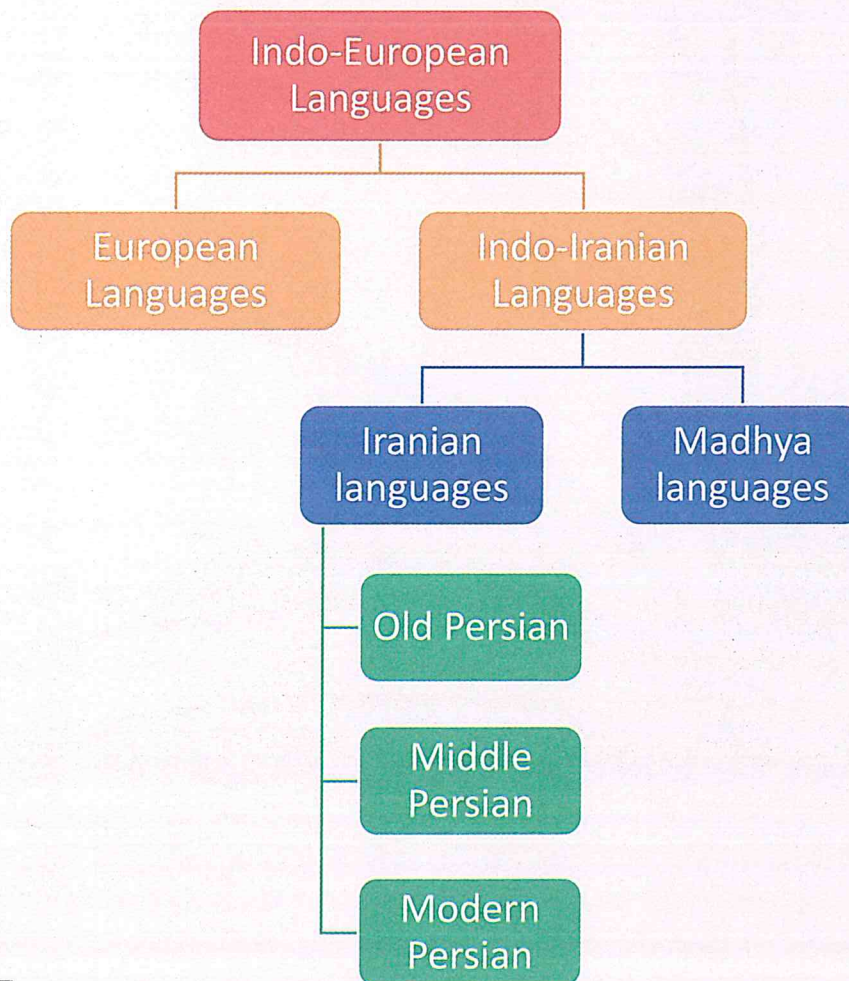 Indo-European
Languages
European
Languages
Indo-Iranian
Languages
Iranian
languages
Madhya
languages
Old Persian
Middle
Persian
Modern
Persian